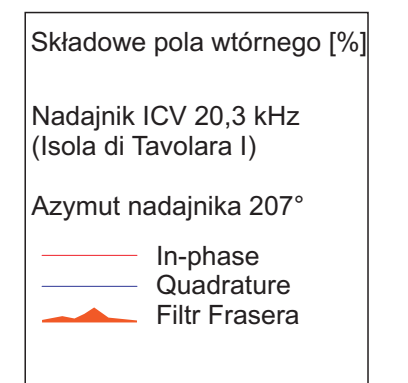 Składowe pola wtórnego [%]
Nadajnik ICV 20,3 kHz
(Isola di Tavolara I)
Azymut nadajnika 207°
In-phase
Quadrature
Filtr Frasera